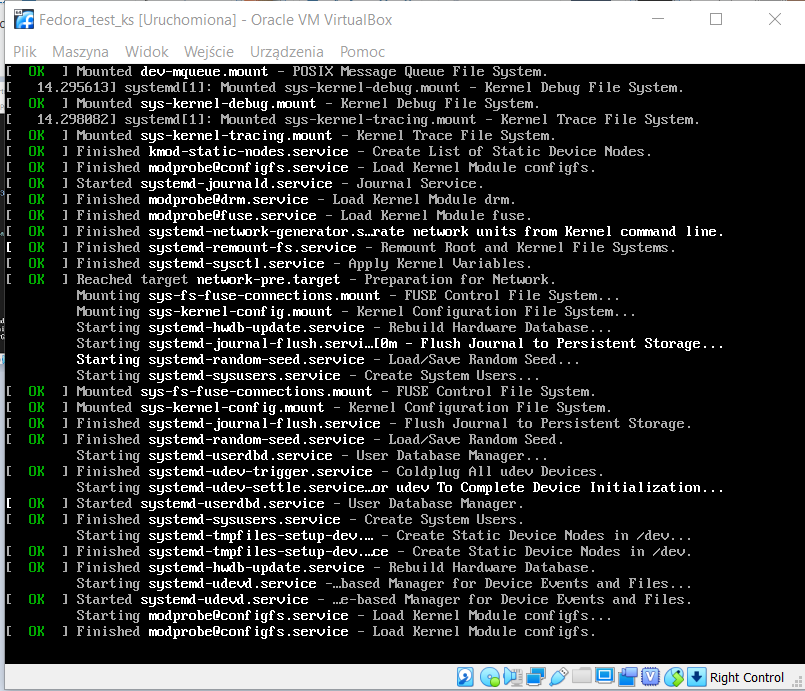 Fedora_test_ks [Uruchomiona] - Oracle VM VirtualBox
Plik Maszyna Widok Wejście Urządzenia Pomoc
[  OK  ] Mounted dev-mqueue.mount - POSIX Message Queue File System.
[   14.295613] systemd[1]: Mounted sys-kernel-debug.mount - Kernel Debug File System.
[  OK  ] Mounted sys-kernel-debug.mount - Kernel Debug File System.
[   14.298082] systemd[1]: Mounted sys-kernel-tracing.mount - Kernel Trace File System.
[  OK  ] Mounted sys-kernel-tracing.mount - Kernel Trace File System.
[  OK  ] Finished kmod-static-nodes.service - Create List of Static Device Nodes.
[  OK  ] Finished modprobe@configfs.service - Load Kernel Module configfs.
[  OK  ] Started systemd-journald.service - Journal Service.
[  OK  ] Finished modprobe@drm.service - Load Kernel Module drm.
[  OK  ] Finished modprobe@fuse.service - Load Kernel Module fuse.
[  OK  ] Finished systemd-network-generator.s…rate network units from Kernel command line.
[  OK  ] Finished systemd-remount-fs.service - Remount Root and Kernel File Systems.
[  OK  ] Finished systemd-sysctl.service - Apply Kernel Variables.
[  OK  ] Reached target network-pre.target - Preparation for Network.
Mounting sys-fs-fuse-connections.mount - FUSE Control File System...
Mounting sys-kernel-config.mount - Kernel Configuration File System...
Starting systemd-hwdb-update.service - Rebuild Hardware Database...
Starting systemd-journal-flush.servi…[0m - Flush Journal to Persistent Storage...
Starting systemd-random-seed.service - Load/Save Random Seed...
Starting systemd-sysusers.service - Create System Users...
[  OK  ] Mounted sys-fs-fuse-connections.mount - FUSE Control File System.
[  OK  ] Mounted sys-kernel-config.mount - Kernel Configuration File System.
[  OK  ] Finished systemd-journal-flush.service - Flush Journal to Persistent Storage.
[  OK  ] Finished systemd-random-seed.service - Load/Save Random Seed.
Starting systemd-userdbd.service - User Database Manager...
[  OK  ] Finished systemd-udev-trigger.service - Coldplug All udev Devices.
Starting systemd-udev-settle.service…or udev To Complete Device Initialization...
[  OK  ] Started systemd-userdbd.service - User Database Manager.
[  OK  ] Finished systemd-sysusers.service - Create System Users.
Starting systemd-tmpfiles-setup-dev.… - Create Static Device Nodes in /dev...
[  OK  ] Finished systemd-tmpfiles-setup-dev.…ce - Create Static Device Nodes in /dev.
[  OK  ] Finished systemd-hwdb-update.service - Rebuild Hardware Database.
Starting systemd-udevd.service -…based Manager for Device Events and Files...
[  OK  ] Started systemd-udevd.service - …e-based Manager for Device Events and Files.
Starting modprobe@configfs.service - Load Kernel Module configfs...
[  OK  ] Finished modprobe@configfs.service - Load Kernel Module configfs.
Right Control